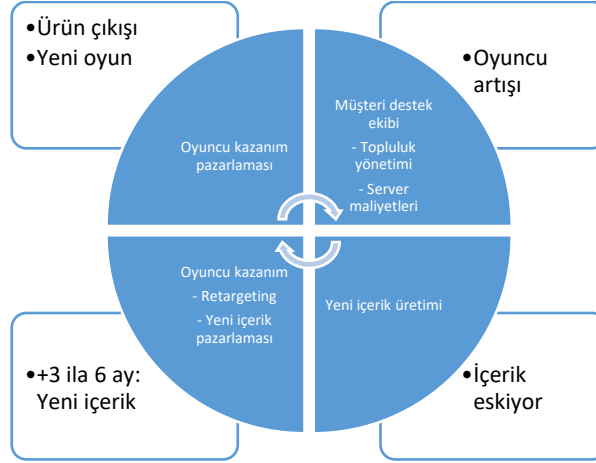 •Ürün çıkışı
•Yeni oyun
•Oyuncu
artışı
Oyuncu kazanım
pazarlaması
Müşteri destek
ekibi
- Topluluk
yönetimi
- Server
maliyetleri
Oyuncu kazanım
- Retargeting
- Yeni içerik
pazarlaması
Yeni içerik üretimi
•+3 ila 6 ay:
Yeni içerik
•İçerik
eskiyor